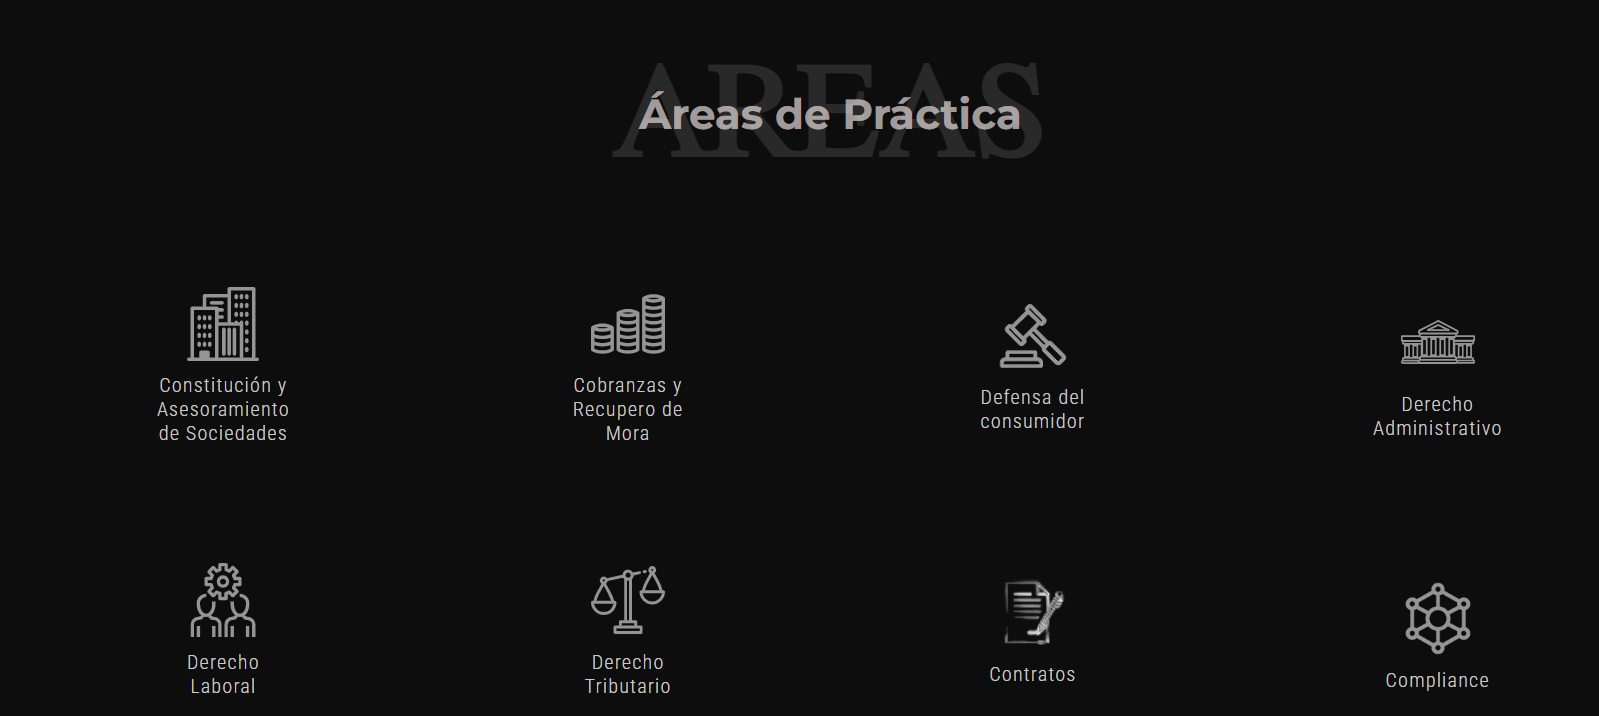 AREAS
Áreas de Práctica
Constitución y
Asesoramiento
de Sociedades
Cobranzas y
Recupero de
Mora
Defensa del
consumidor
Derecho
Administrativo
Derecho
Laboral
Derecho
Tributario
Contratos
Compliance